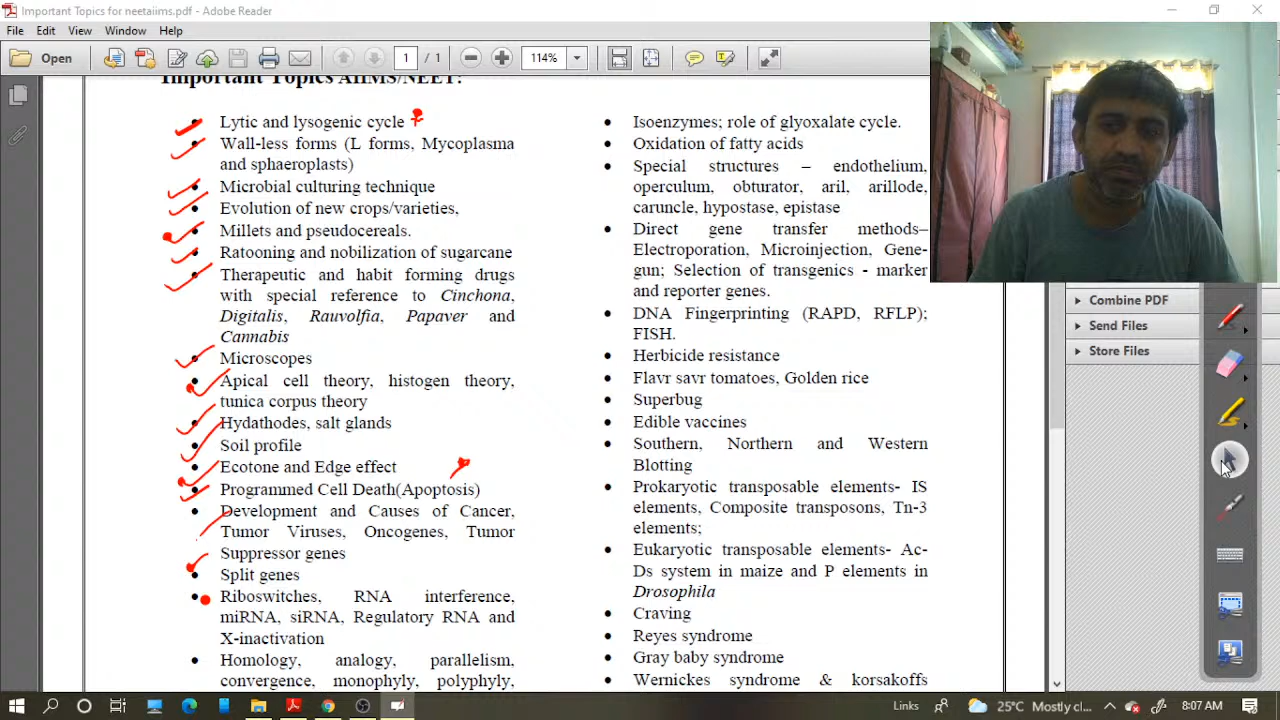 Important Topics for neetaiims.pdf - Adobe Reader
File Edit View Window Help
Open
1 / 1
114%
Important Topics AIIMS/NEET:
• Lytic and lysogenic cycle
• Wall-less forms (L forms, Mycoplasma
and sphaeroplasts)
• Microbial culturing technique
• Evolution of new crops/varieties,
• Millets and pseudocereals.
• Ratooning and nobilization of sugarcane
• Therapeutic and habit forming drugs
with special reference to Cinchona,
Digitalis, Rauvolfia, Papaver and
Cannabis
• Microscopes
• Apical cell theory, histogen theory,
tunica corpus theory
• Hydathodes, salt glands
• Soil profile
• Ecotone and Edge effect
• Programmed Cell Death(Apoptosis)
• Development and Causes of Cancer,
Tumor Viruses, Oncogenes, Tumor
Suppressor genes
• Split genes
• Riboswitches, RNA interference,
miRNA, siRNA, Regulatory RNA and
X-inactivation
• Homology, analogy, parallelism,
convergence, monophyly, polyphyly,
• Isoenzymes; role of glyoxalate cycle.
• Oxidation of fatty acids
• Special structures – endothelium,
operculum, obturator, aril, arillode,
caruncle, hypostase, epistase
• Direct gene transfer methods–
Electroporation, Microinjection, Gene-
gun; Selection of transgenics - marker
and reporter genes.
• DNA Fingerprinting (RAPD, RFLP);
FISH.
• Herbicide resistance
• Flavr savr tomatoes, Golden rice
• Superbug
• Edible vaccines
• Southern, Northern and Western
Blotting
• Prokaryotic transposable elements- IS
elements, Composite transposons, Tn-3
elements;
• Eukaryotic transposable elements- Ac-
Ds system in maize and P elements in
Drosophila
• Craving
• Reyes syndrome
• Gray baby syndrome
• Wernickes syndrome & korsakoffs
Combine PDF
Send Files
Store Files
Links
25°C Mostly cl...
8:07 AM